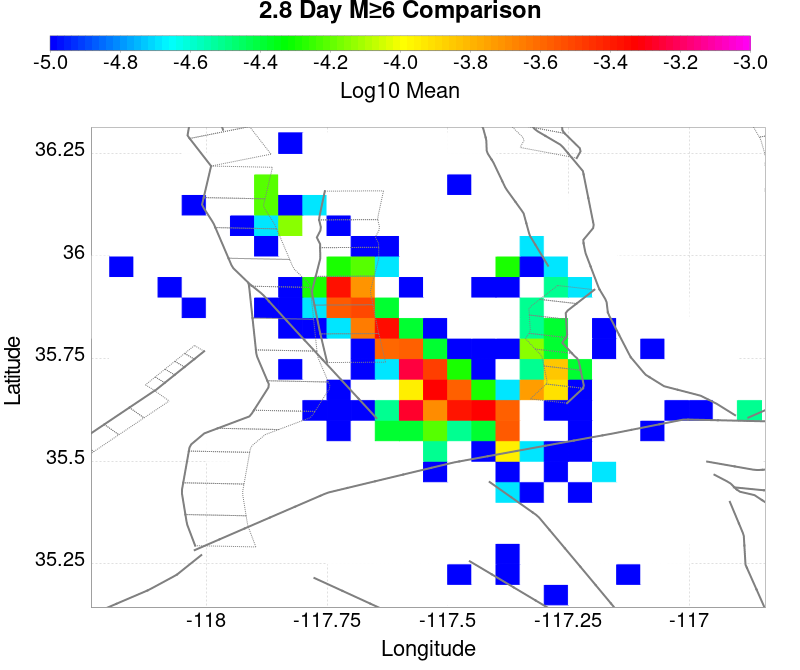 2.8 Day M≥6 Comparison
-5.0 -4.8 -4.6 -4.4 -4.2 -4.0 -3.8 -3.6 -3.4 -3.2 -3.0
Log10 Mean
36.25
36
35.75
35.5
35.25
Latitude
-118 -117.75 -117.5 -117.25 -117
Longitude